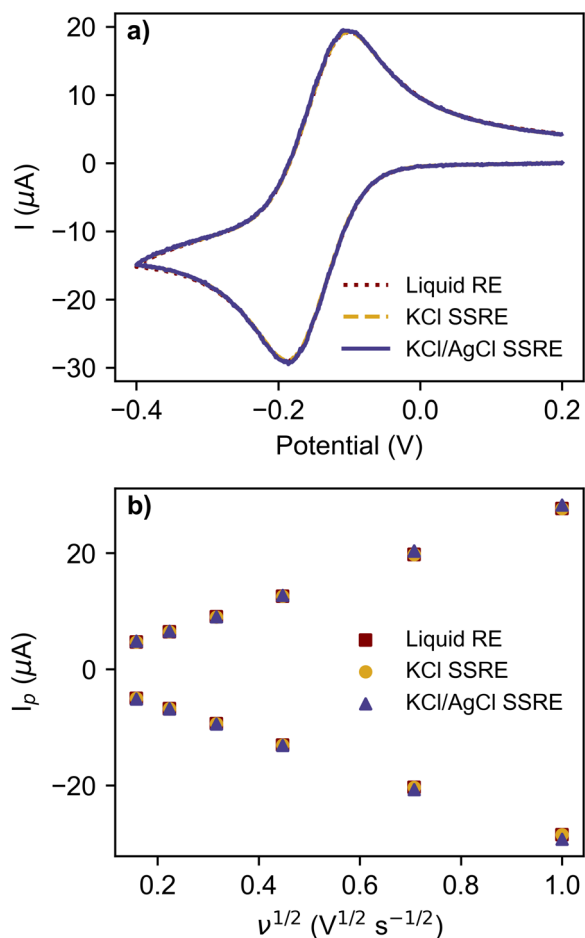 a)
20
10
0
−10
−20
−30
I (μA)
Liquid RE
KCl SSRE
KCl/AgCl SSRE
−0.4 −0.2 0.0 0.2
Potential (V)
b)
20
0
−20
I_p (μA)
Liquid RE
KCl SSRE
KCl/AgCl SSRE
0.2 0.4 0.6 0.8 1.0
ν^{1/2} (V^{1/2} s^{−1/2})